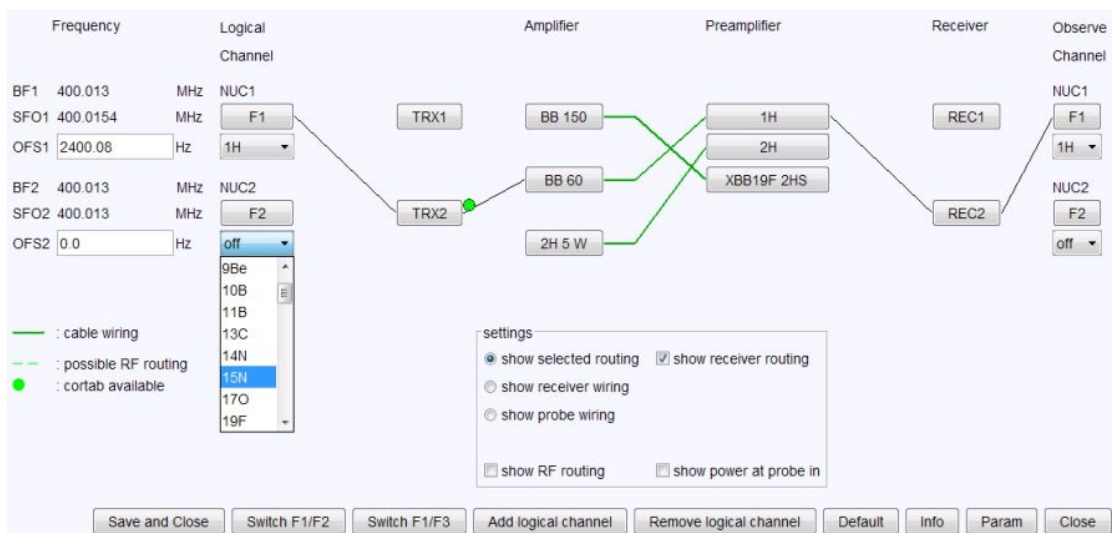 Frequency Logical Channel Amplifier Preamplifier Receiver Observe Channel
BF1 400.013 MHz NUC1 NUC1
SFO1 400.0154 MHz F1 TRX1 BB 150 1H REC1 F1
OFS1 2400.08 Hz 1H 2H 1H
BF2 400.013 MHz NUC2 BB 60 XBB19F 2HS NUC2
SFO2 400.013 MHz F2 TRX2 REC2 F2
OFS2 0.0 Hz off 2H 5 W off
9Be
10B
11B
13C
14N
15N
17O
19F
: cable wiring
: possible RF routing
: cortab available
settings
show selected routing show receiver routing
show receiver wiring
show probe wiring
show RF routing show power at probe in
Save and Close Switch F1/F2 Switch F1/F3 Add logical channel Remove logical channel Default Info Param Close